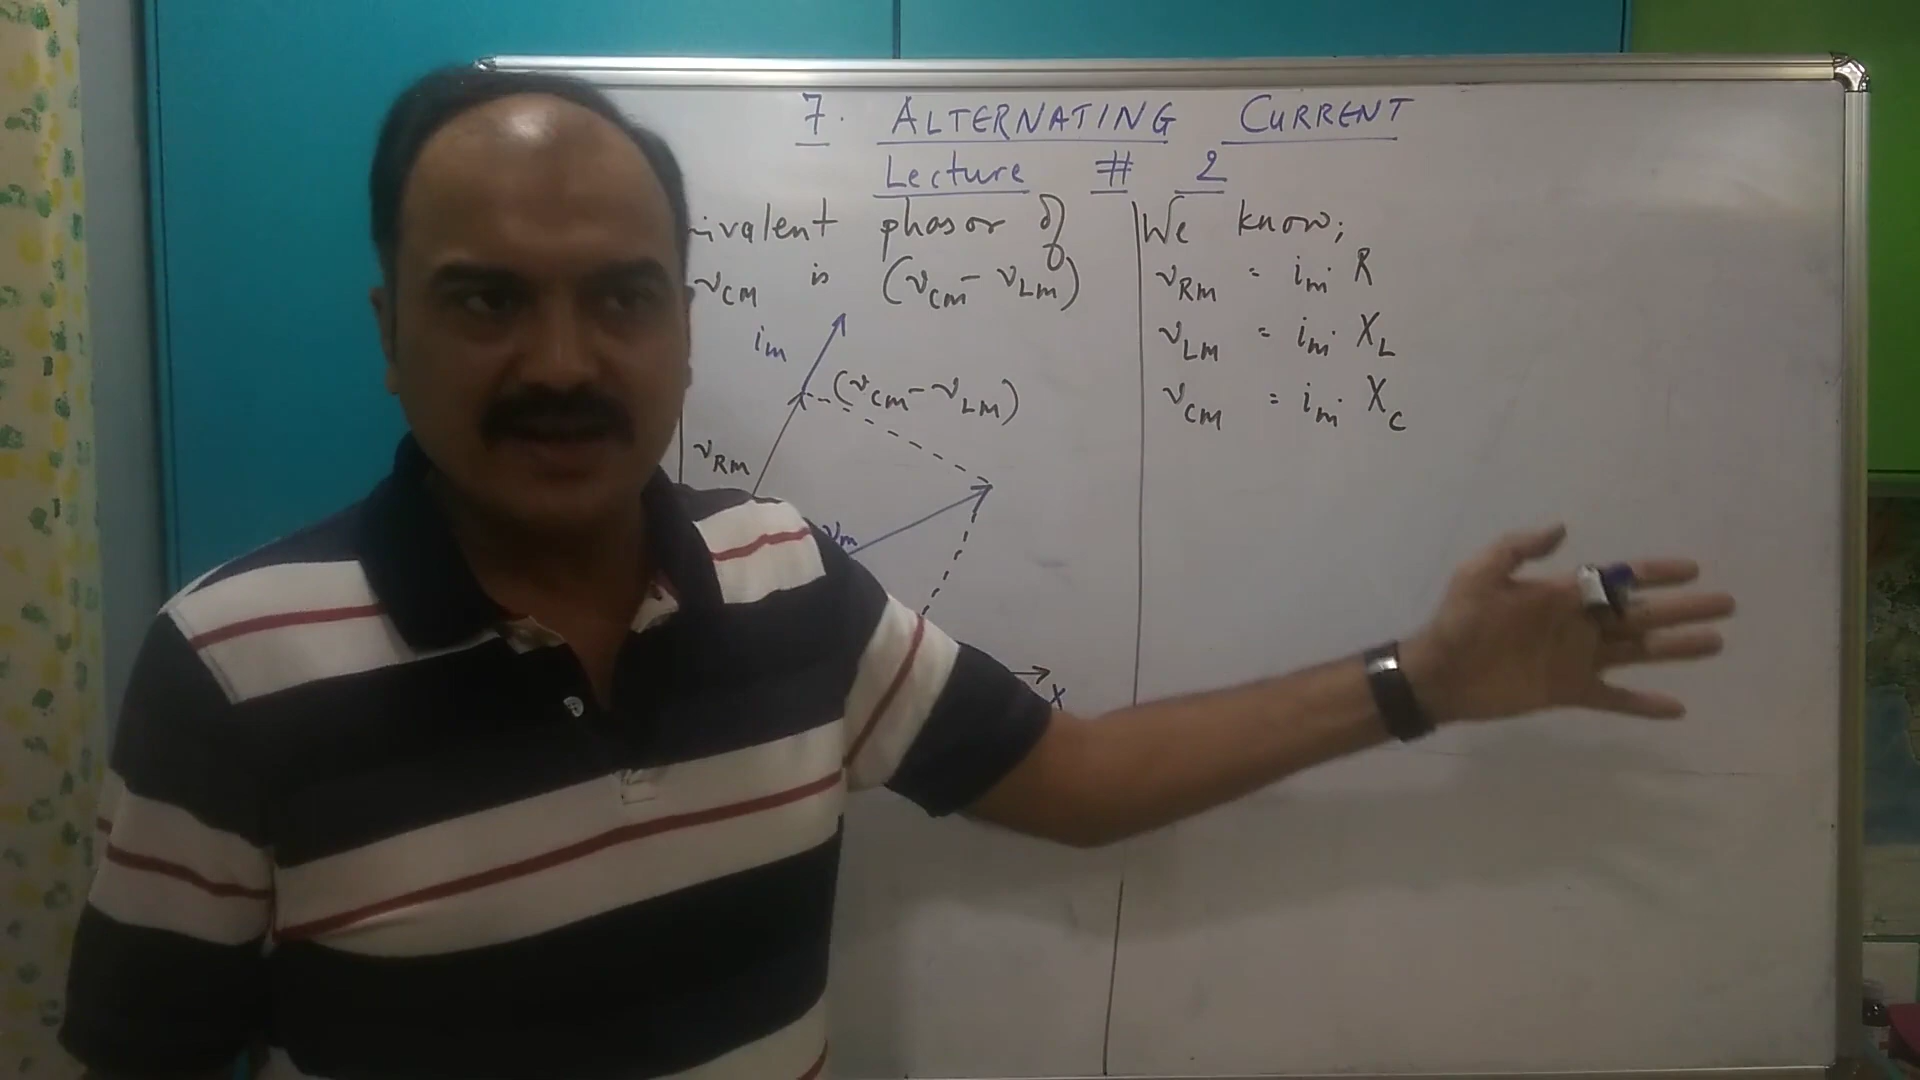 7. ALTERNATING CURRENT
Lecture # 2
ivalent phasor of
vCM is (vCM - vLM)
im
(vCM - vLM)
vRM
vm
X
We know;
vRM = im. R
vLM = im. XL
vCM = im. XC